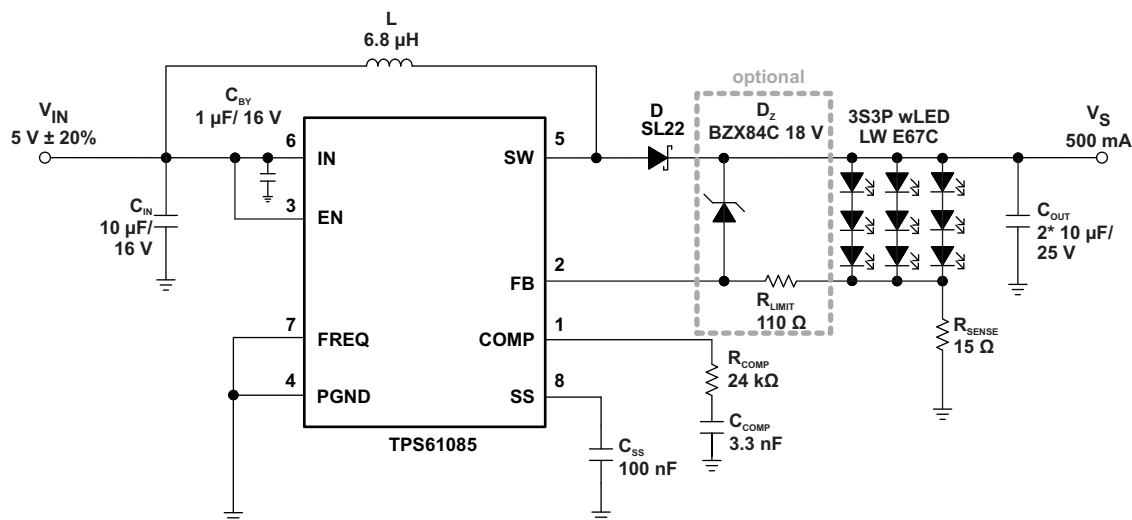 L
6.8 µH
optional
V_IN
5 V ± 20%
C_BY
1 µF/ 16 V
D
SL22
D_Z
BZX84C 18 V
3S3P wLED
LW E67C
V_S
500 mA
6
IN
SW
5
3
EN
C_IN
10 µF/
16 V
C_OUT
2* 10 µF/
25 V
FB
2
R_LIMIT
110 Ω
R_SENSE
15 Ω
7
FREQ
COMP
1
R_COMP
24 kΩ
4
PGND
SS
8
C_COMP
3.3 nF
TPS61085
C_SS
100 nF